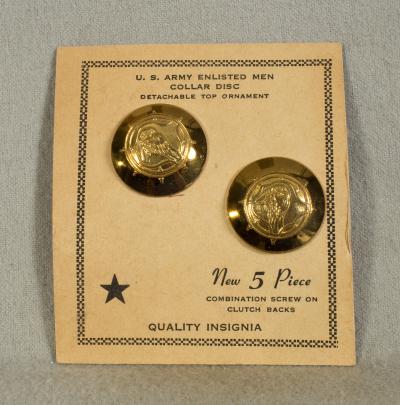 U. S. ARMY ENLISTED MEN
COLLAR DISC
DETACHABLE TOP ORNAMENT
New 5 Piece
COMBINATION SCREW ON
CLUTCH BACKS
QUALITY INSIGNIA